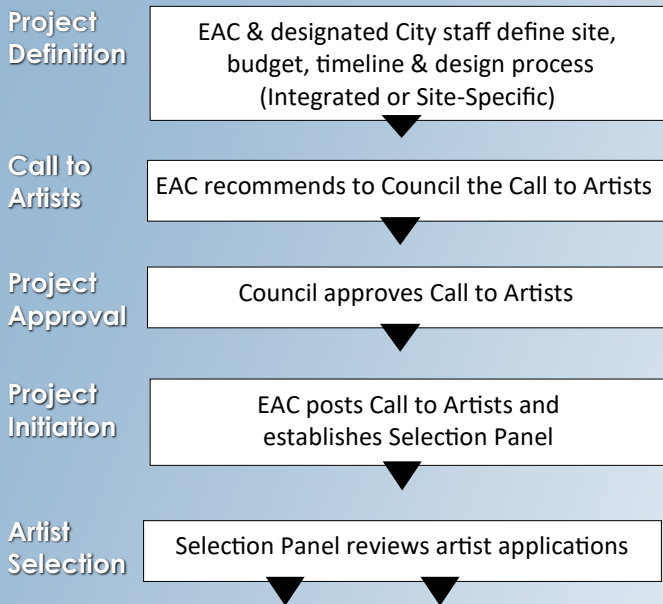 Project
Definition
EAC & designated City staff define site,
budget, timeline & design process
(Integrated or Site-Specific)
Call to
Artists
EAC recommends to Council the Call to Artists
Project
Approval
Council approves Call to Artists
Project
Initiation
EAC posts Call to Artists and
establishes Selection Panel
Artist
Selection
Selection Panel reviews artist applications